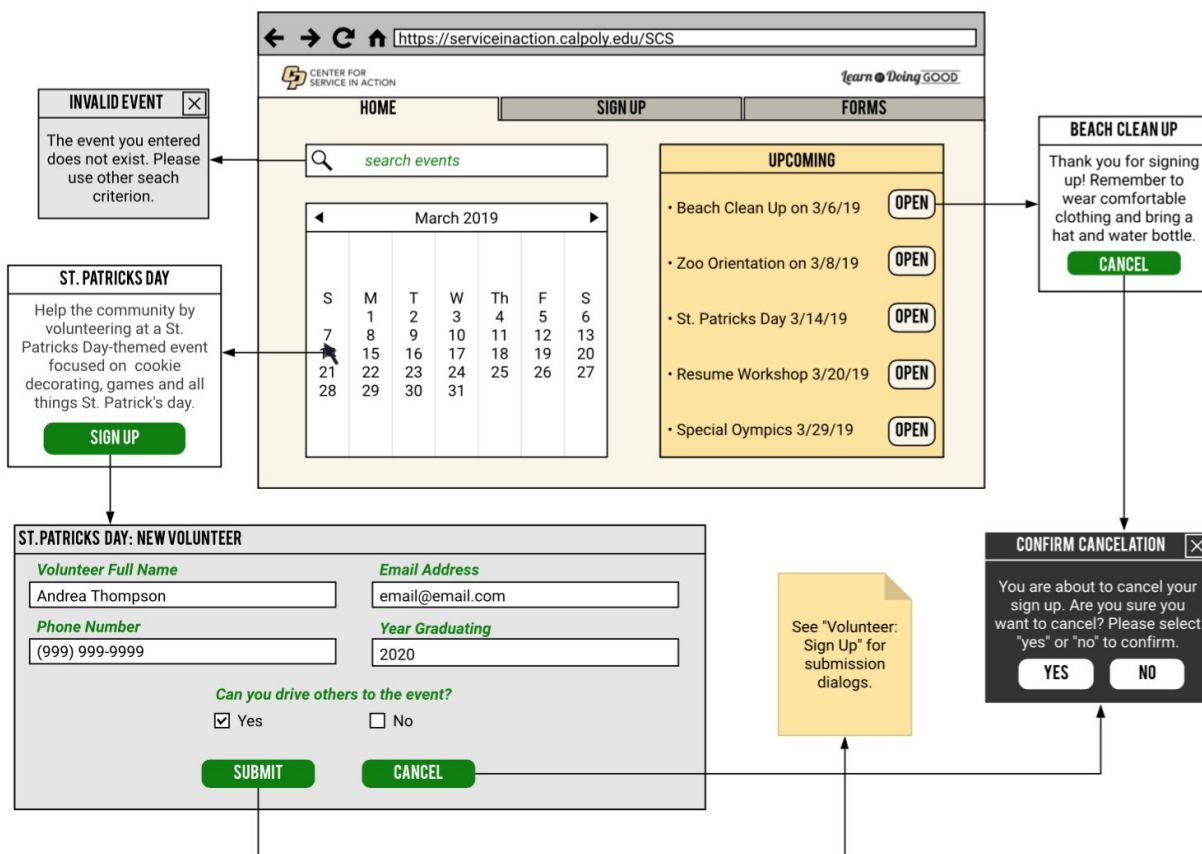 https://serviceinaction.calpoly.edu/SCS
CP CENTER FOR
SERVICE IN ACTION
Learn Doing GOOD
HOME
SIGN UP
FORMS
INVALID EVENT
The event you entered
does not exist. Please
use other seach
criterion.
search events
March 2019
S M T W Th F S
1 2 3 4 5 6
7 8 9 10 11 12 13
15 16 17 18 19 20
21 22 23 24 25 26 27
28 29 30 31
UPCOMING
• Beach Clean Up on 3/6/19 OPEN
• Zoo Orientation on 3/8/19 OPEN
• St. Patricks Day 3/14/19 OPEN
• Resume Workshop 3/20/19 OPEN
• Special Oympics 3/29/19 OPEN
BEACH CLEAN UP
Thank you for signing
up! Remember to
wear comfortable
clothing and bring a
hat and water bottle.
CANCEL
ST. PATRICKS DAY
Help the community by
volunteering at a St.
Patricks Day-themed event
focused on cookie
decorating, games and all
things St. Patrick's day.
SIGN UP
ST. PATRICKS DAY: NEW VOLUNTEER
Volunteer Full Name
Andrea Thompson
Email Address
email@email.com
Phone Number
(999) 999-9999
Year Graduating
2020
Can you drive others to the event?
Yes No
SUBMIT CANCEL
See "Volunteer:
Sign Up" for
submission
dialogs.
CONFIRM CANCELATION
You are about to cancel your
sign up. Are you sure you
want to cancel? Please select
"yes" or "no" to confirm.
YES NO